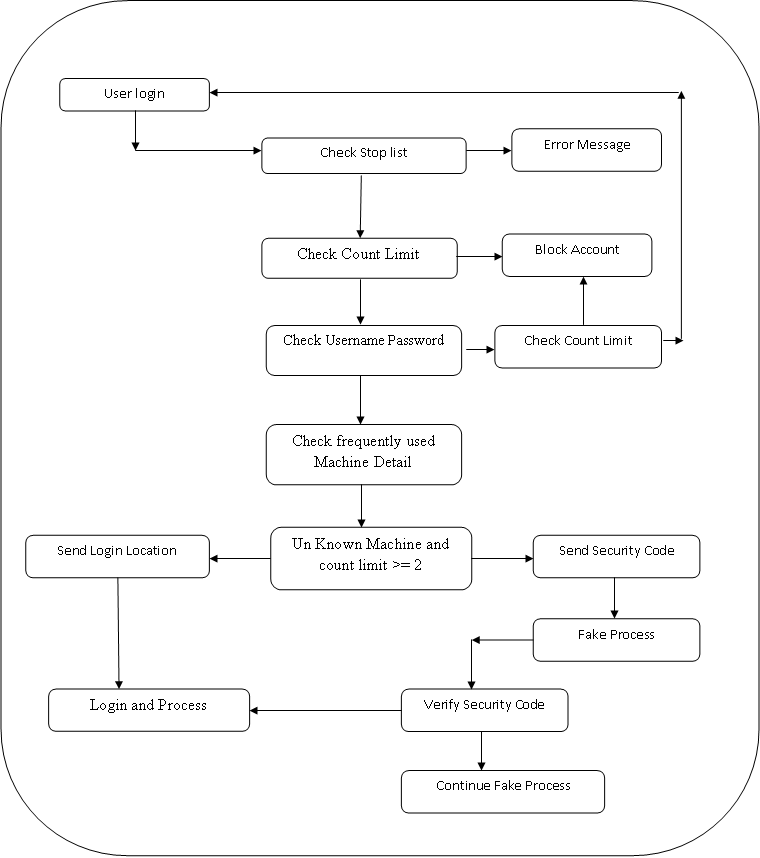 User login
Check Stop list
Error Message
Check Count Limit
Block Account
Check Username Password
Check Count Limit
Check frequently used
Machine Detail
Send Login Location
Un Known Machine and
count limit >= 2
Send Security Code
Fake Process
Login and Process
Verify Security Code
Continue Fake Process